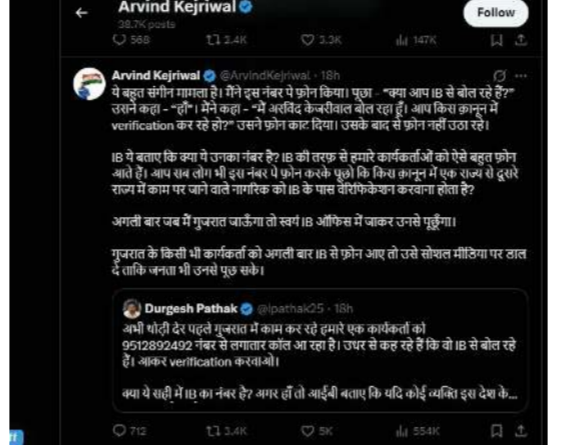 Arvind Kejriwal
38.7K posts
Follow
568 2.4K 3.3K 147K
Arvind Kejriwal @ArvindKejriwal · 18h
ये बहुत संगीन मामला है। मैंने इस नंबर पे फ़ोन किया। पूछा - “क्या आप IB से बोल रहे हैं?”
उसने कहा - “हाँ”। मैंने कहा - “मैं अरविंद केजरीवाल बोल रहा हूँ। आप किस क़ानून में
verification कर रहे हो?” उसने फ़ोन काट दिया। उसके बाद से फ़ोन नहीं उठा रहे।
IB ये बताए कि क्या ये उनका नंबर है? IB की तरफ़ से हमारे कार्यकर्ताओं को ऐसे बहुत फ़ोन
आते हैं। आप सब लोग भी इस नंबर पे फ़ोन करके पूछो कि किस क़ानून में एक राज्य से दूसरे
राज्य में काम पर जाने वाले नागरिक को IB के पास वेरिफिकेशन करवाना होता है?
अगली बार जब मैं गुजरात जाऊँगा तो स्वयं IB ऑफिस में जाकर उनसे पूछूँगा।
गुजरात के किसी भी कार्यकर्ता को अगली बार IB से फ़ोन आए तो उसे सोशल मीडिया पर डाल
दें ताकि जनता भी उनसे पूछ सके।
Durgesh Pathak @ipathak25 · 18h
अभी थोड़ी देर पहले गुजरात में काम कर रहे हमारे एक कार्यकर्ता को
9512892492 नंबर से लगातार कॉल आ रहा है। उधर से कह रहे हैं कि वो IB से बोल रहे
हैं। आकर verification करवाओ।
क्या ये सही में IB का नंबर है? अगर हाँ तो आईबी बताए कि यदि कोई व्यक्ति इस देश के...
712 3.4K 5K 554K